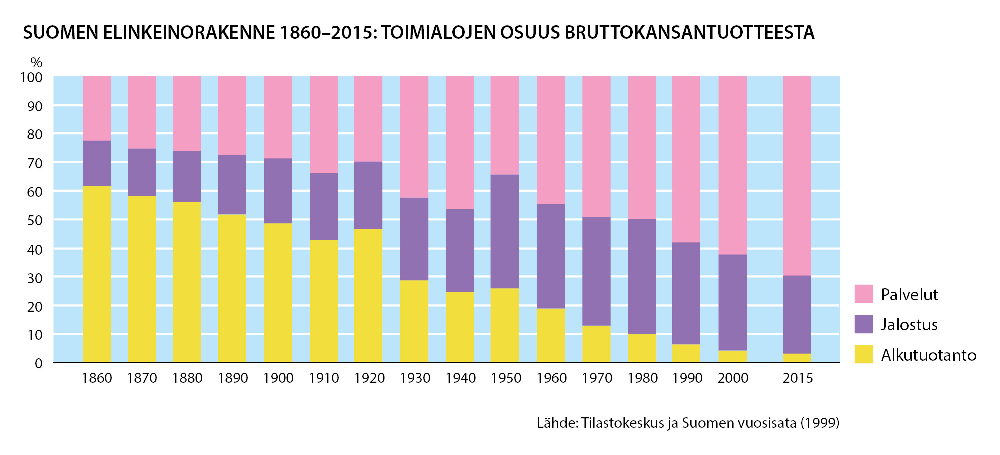 SUOMEN ELINKEINORAKENNE 1860–2015: TOIMIALOJEN OSUUS BRUTTOKANSANTUOTTEESTA
%
100
90
80
70
60
50
40
30
20
10
0
1860 1870 1880 1890 1900 1910 1920 1930 1940 1950 1960 1970 1980 1990 2000 2015
Palvelut
Jalostus
Alkutuotanto
Lähde: Tilastokeskus ja Suomen vuosisata (1999)